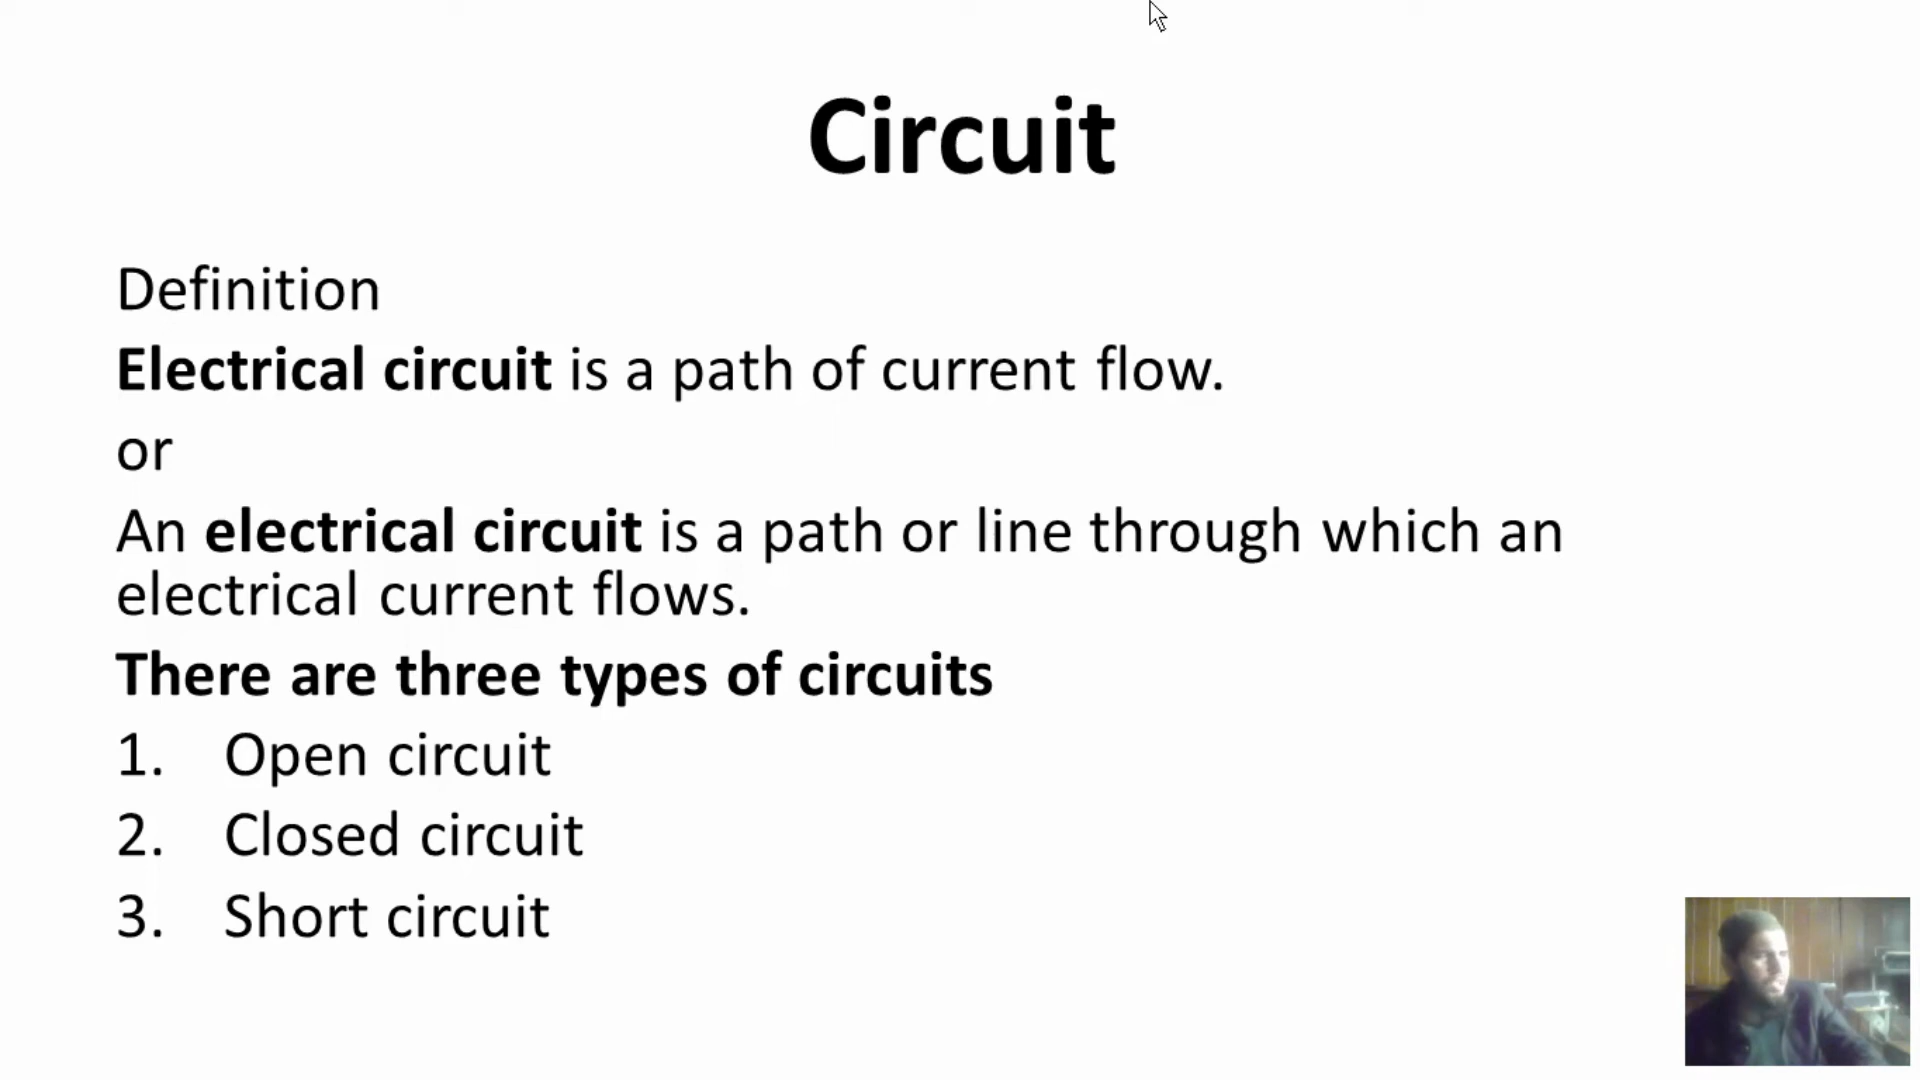 Circuit
Definition
Electrical circuit is a path of current flow.
or
An electrical circuit is a path or line through which an
electrical current flows.
There are three types of circuits
1. Open circuit
2. Closed circuit
3. Short circuit